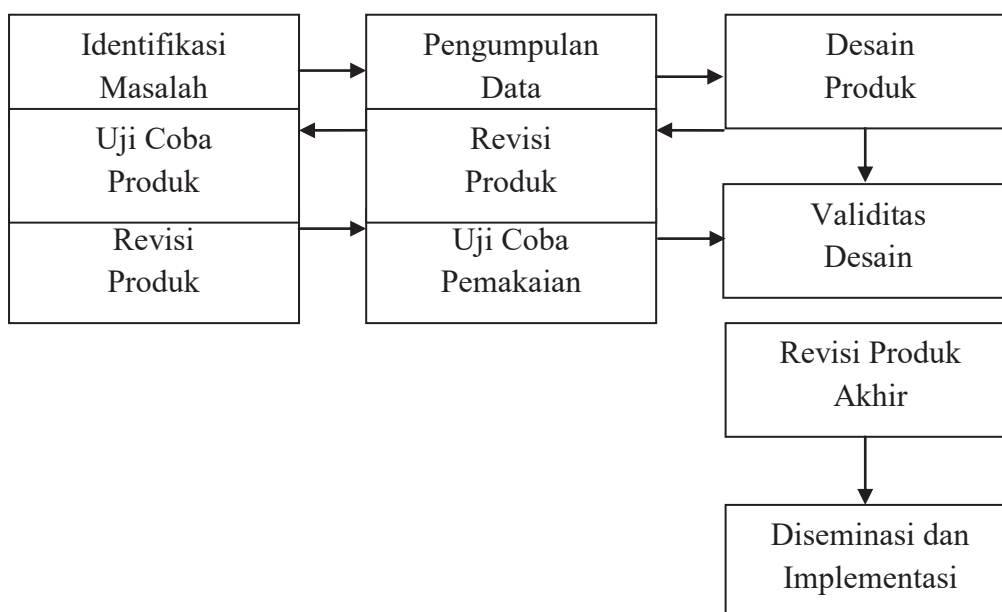 Identifikasi
Masalah
Pengumpulan
Data
Desain
Produk
Uji Coba
Produk
Revisi
Produk
Validitas
Desain
Revisi
Produk
Uji Coba
Pemakaian
Revisi Produk
Akhir
Diseminasi dan
Implementasi